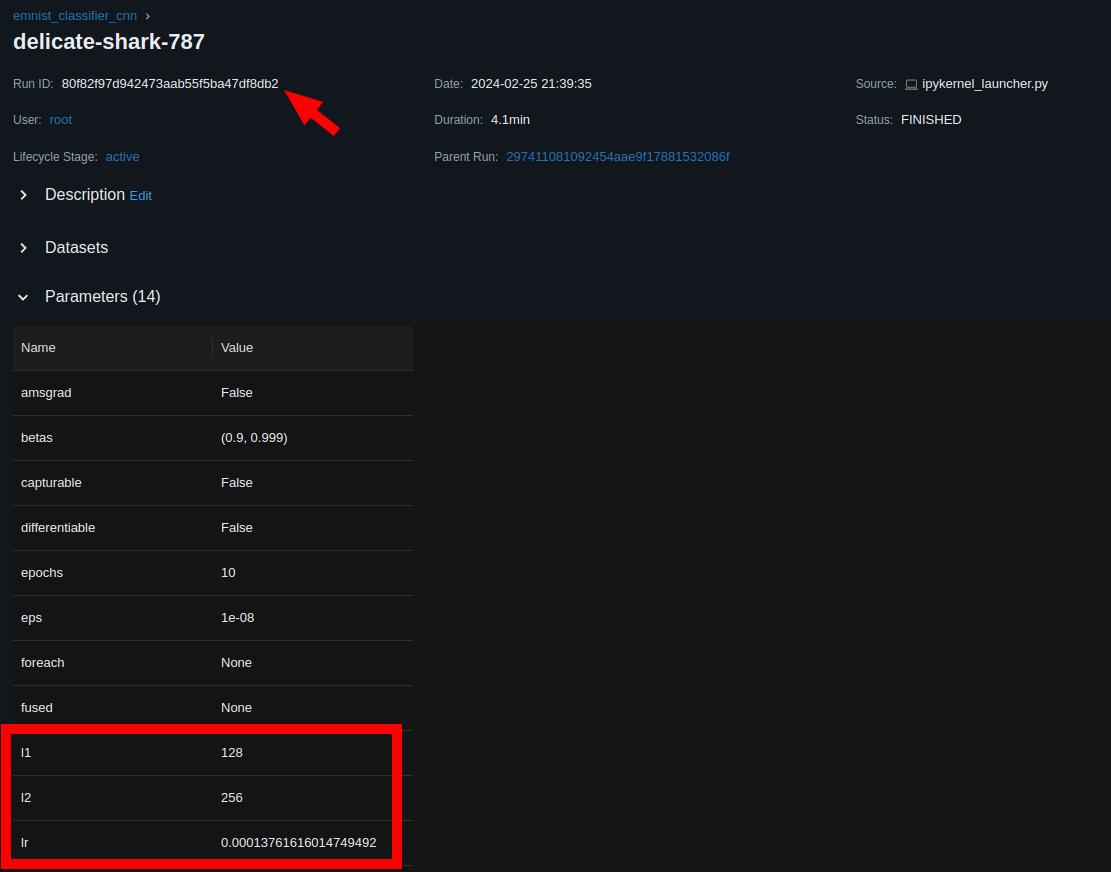 emnist_classifier_cnn ›
delicate-shark-787
Run ID: 80f82f97d942473aab55f5ba47df8db2 Date: 2024-02-25 21:39:35 Source: ipykernel_launcher.py
User: root Duration: 4.1min Status: FINISHED
Lifecycle Stage: active Parent Run: 297411081092454aae9f17881532086f
Description Edit
Datasets
Parameters (14)
Name Value
amsgrad False
betas (0.9, 0.999)
capturable False
differentiable False
epochs 10
eps 1e-08
foreach None
fused None
l1 128
l2 256
lr 0.00013761616014749492